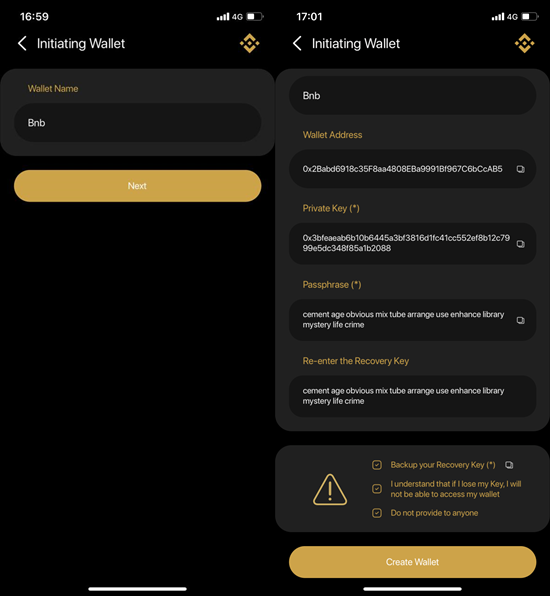 16:59
4G
Initiating Wallet
Wallet Name
Bnb
Next
17:01
4G
Initiating Wallet
Bnb
Wallet Address
0x2Babd6918c35F8aa4808EBa9991Bf967C6bCcAB5
Private Key (*)
0x3bfeaeab6b10b6445a3bf3816d1fc41cc552ef8b12c79
99e5dc348f85a1b2088
Passphrase (*)
cement age obvious mix tube arrange use enhance library
mystery life crime
Re-enter the Recovery Key
cement age obvious mix tube arrange use enhance library
mystery life crime
Backup your Recovery Key (*)
I understand that if I lose my Key, I will
not be able to access my wallet
Do not provide to anyone
Create Wallet